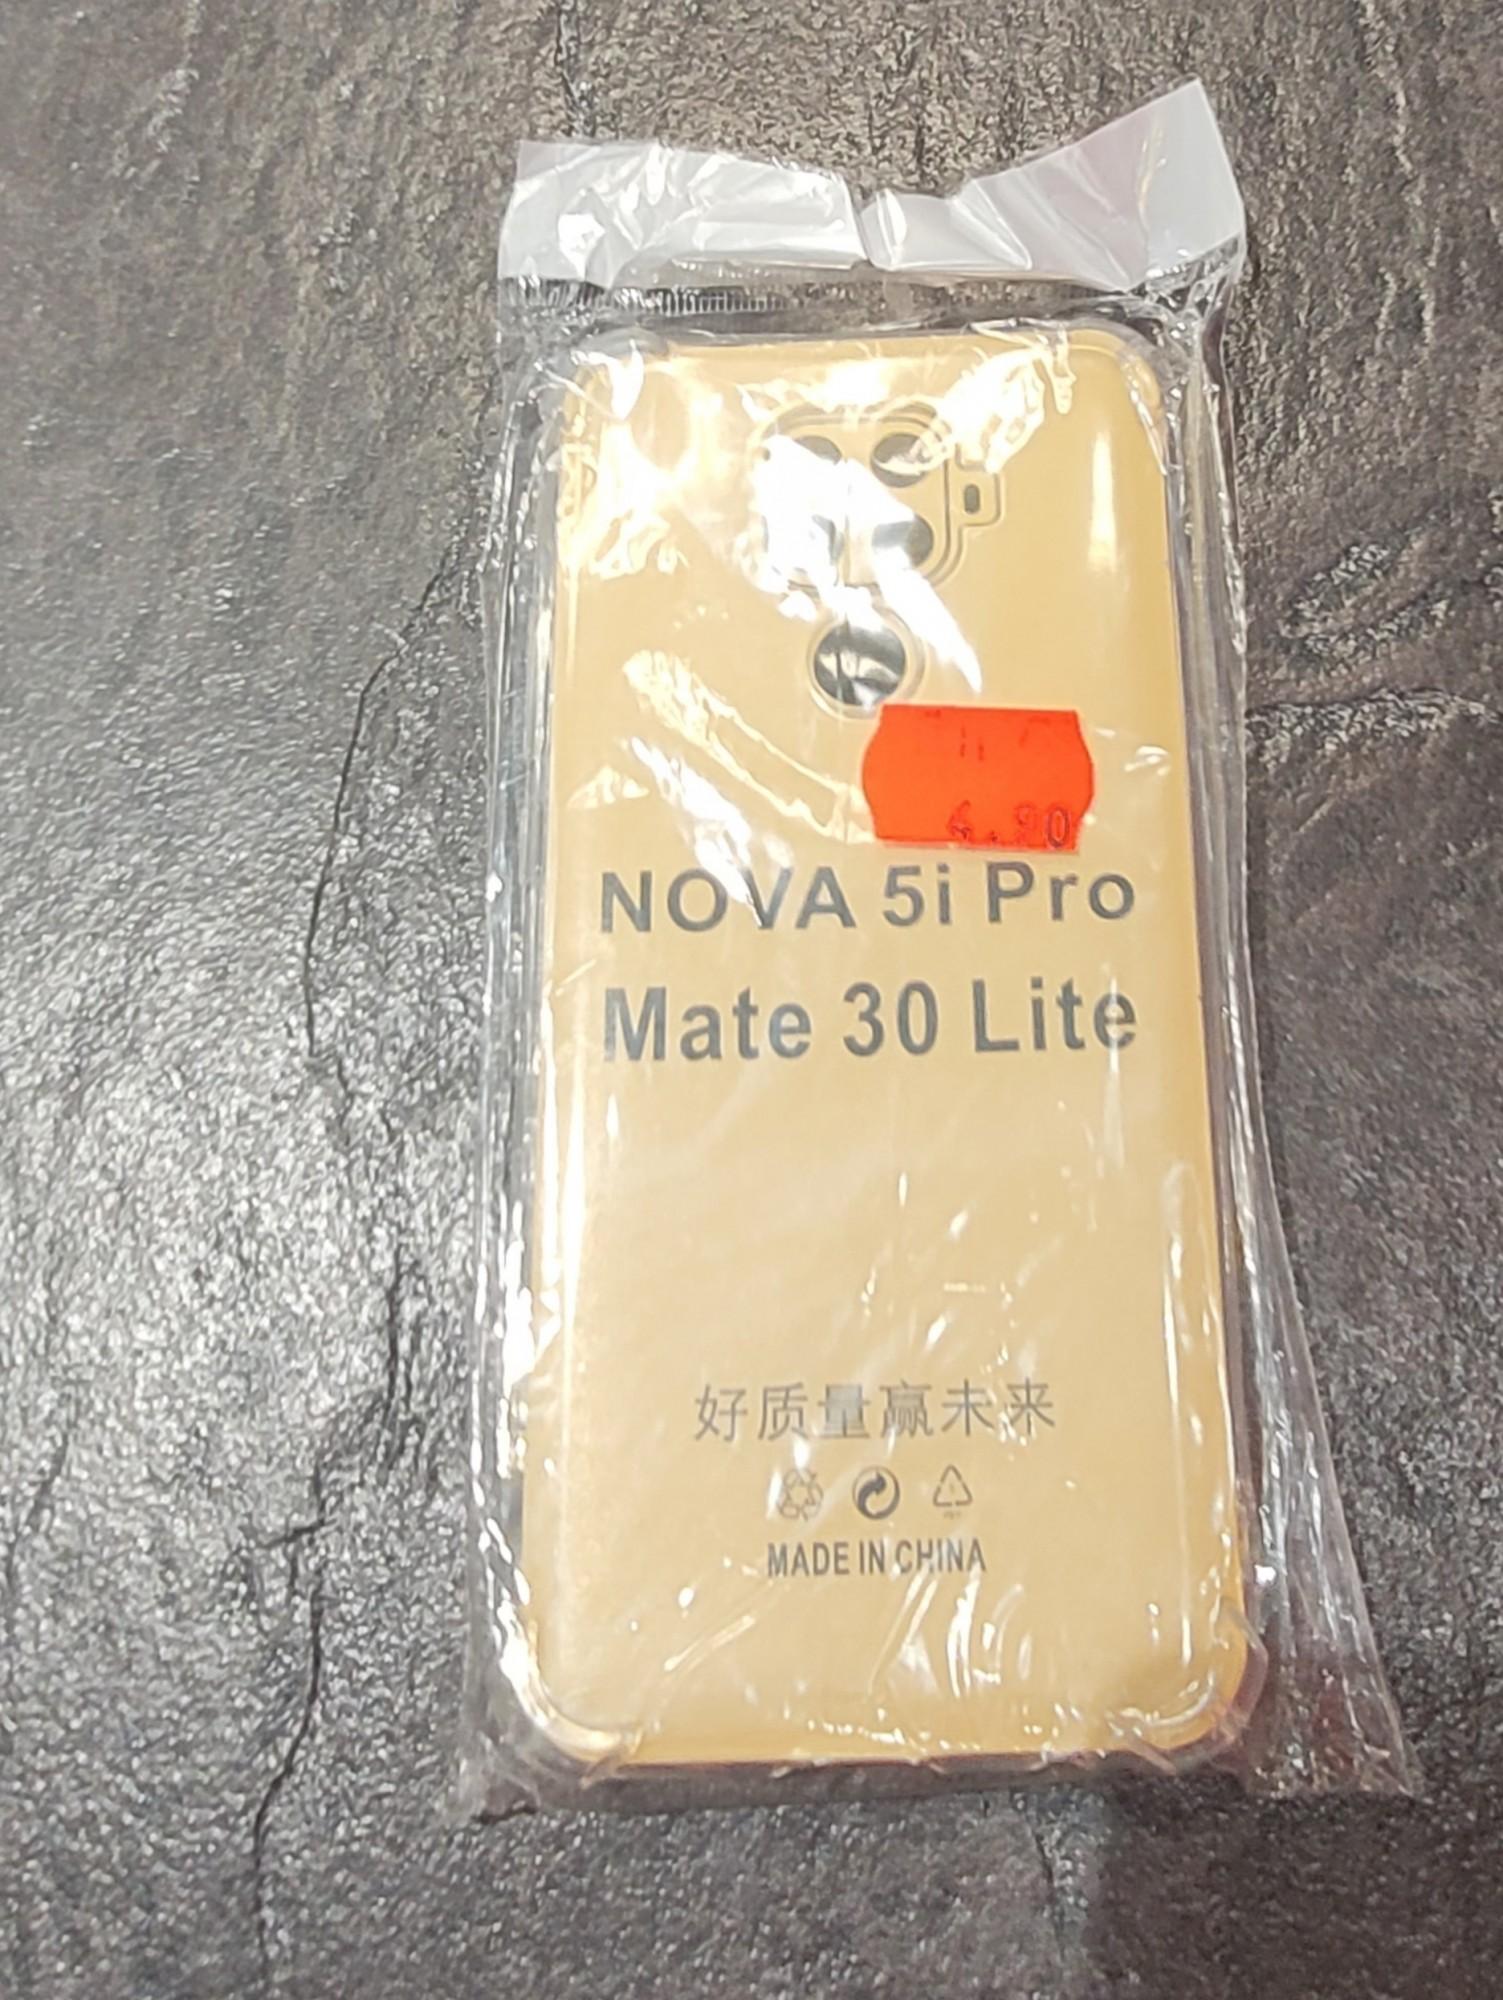 NOVA 5i Pro
Mate 30 Lite
好质量赢未来
MADE IN CHINA